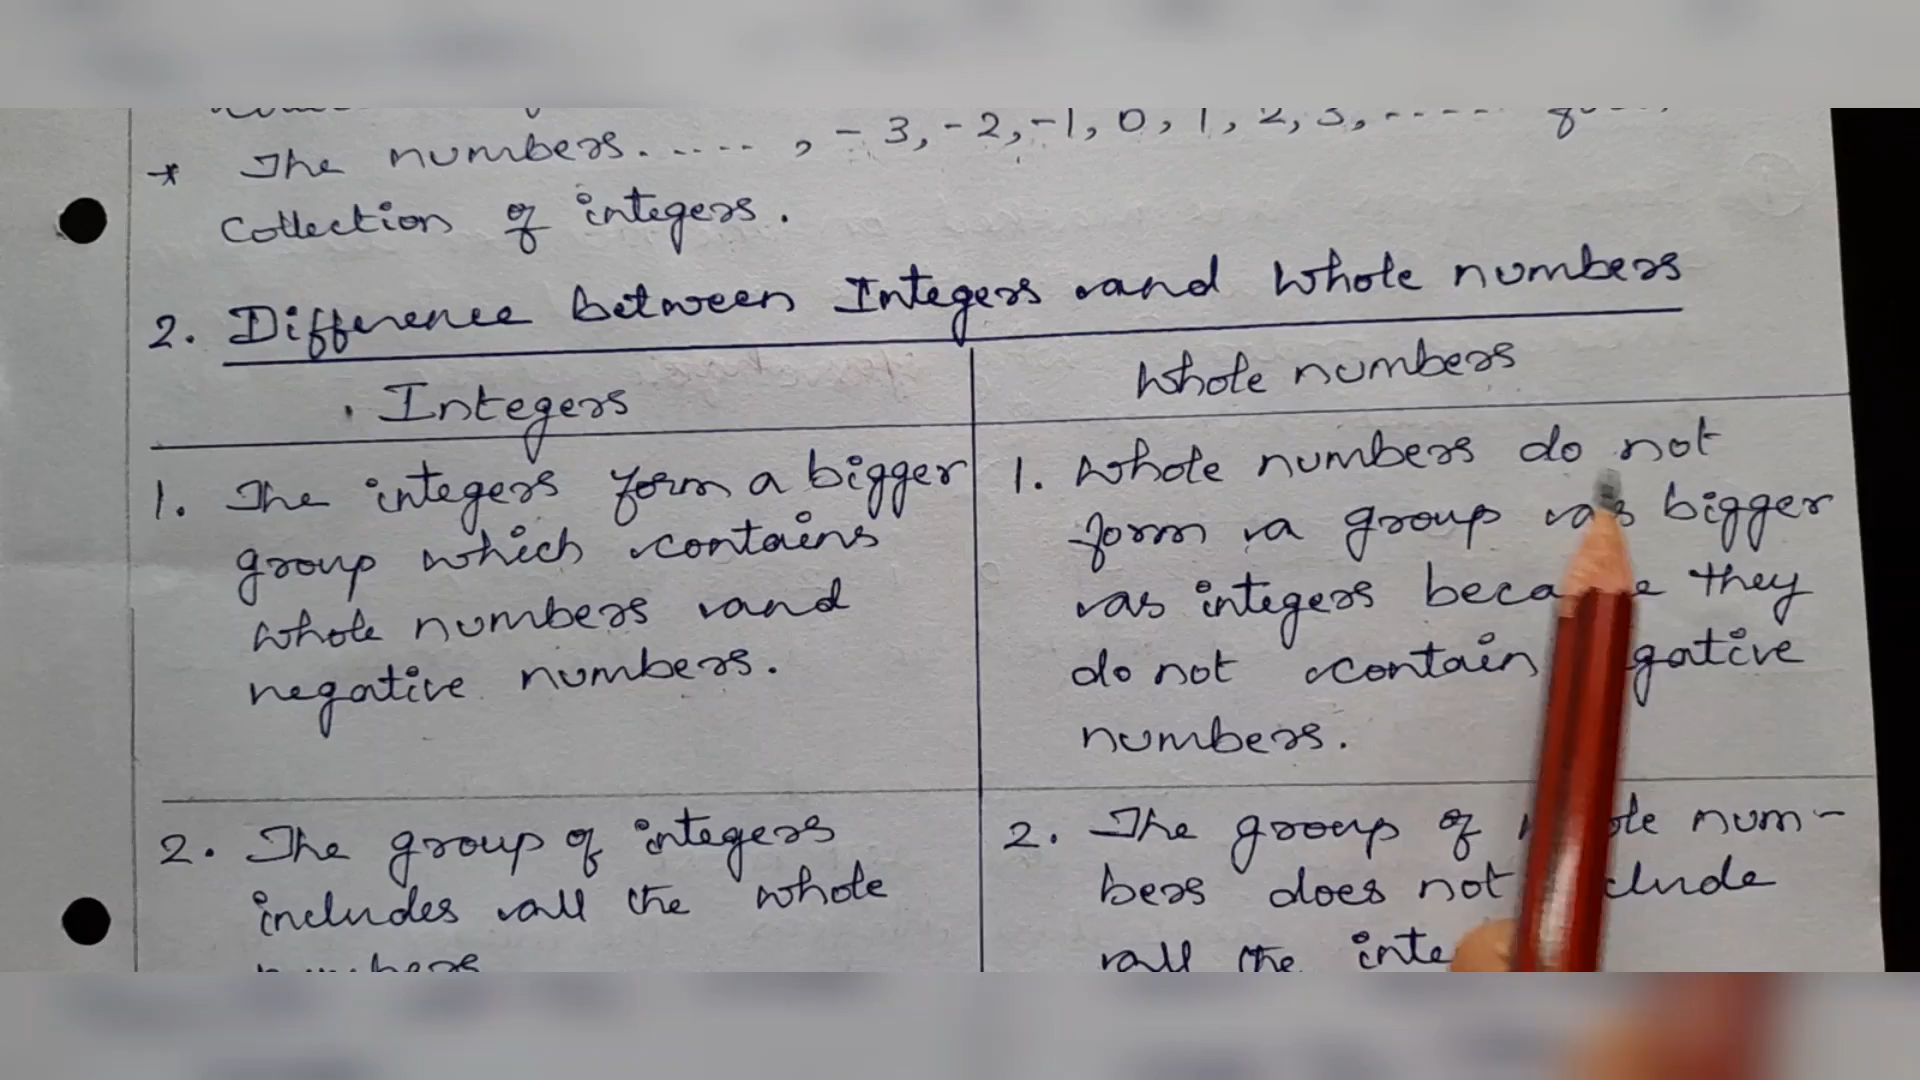 * The numbers. .... , -3, -2, -1, 0, 1, 2, 3, ....
collection of integers.
2. Difference between Integers and whole numbers
Integers
1. The integers form a bigger
group which contains
whole numbers and
negative numbers.
2. The group of integers
includes all the whole
Whole numbers
1. Whole numbers do not
form a group as bigger
as integers they
do not contain
numbers.
2. The group of num-
bers does not
all the